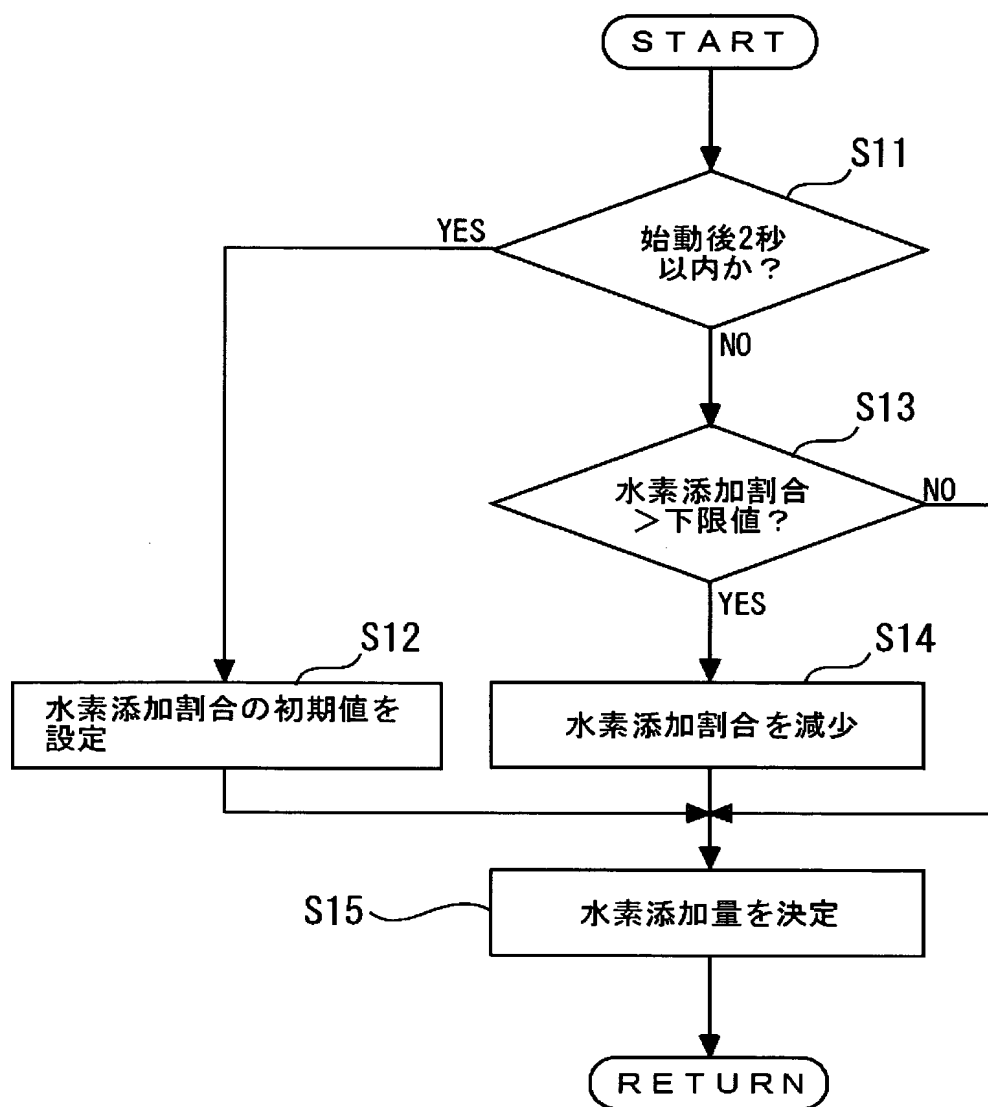 START
S11
始動後2秒
以内か？
YES
NO
S13
水素添加割合
＞下限値？
NO
YES
S12
水素添加割合の初期値を
設定
S14
水素添加割合を減少
S15
水素添加量を決定
RETURN